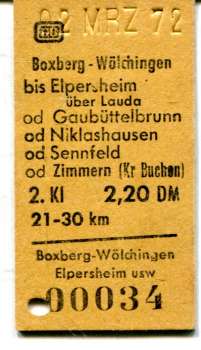 DB
02 MRZ 72
Boxberg-Wölchingen
bis Elpersheim
über Lauda
od Gaubüttelbrunn
od Niklashausen
od Sennfeld
od Zimmern (Kr Buchen)
2. Kl 2,20 DM
21-30 km
Boxberg-Wölchingen
Elpersheim usw
00034